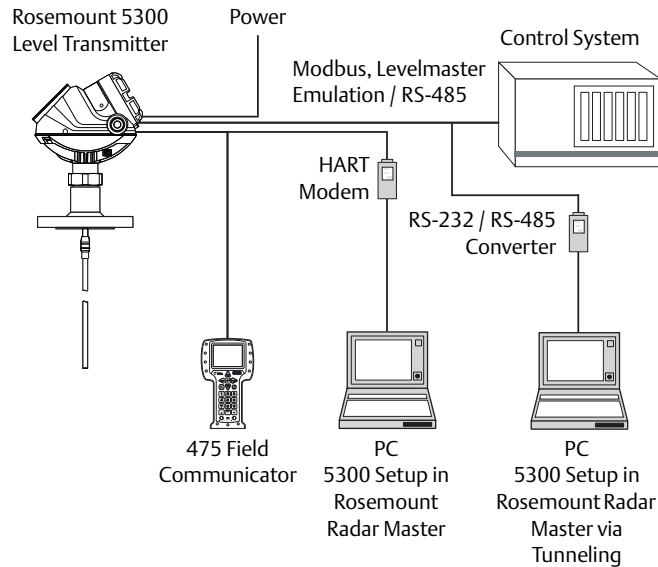 Rosemount 5300
Level Transmitter
Power
Control System
Modbus, Levelmaster
Emulation / RS-485
HART
Modem
RS-232 / RS-485
Converter
475 Field
Communicator
PC
5300 Setup in
Rosemount
Radar Master
PC
5300 Setup in
Rosemount Radar
Master via
Tunneling